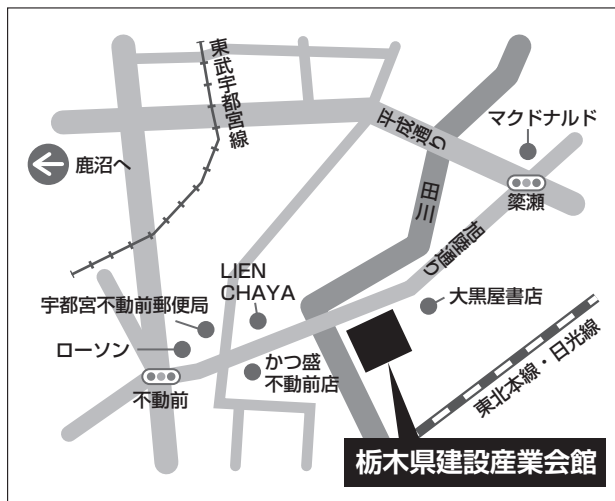 東武宇都宮線
マクドナルド
平成通り
鹿沼へ
簗瀬
田川
旭陵通り
LIEN
CHAYA
大黒屋書店
宇都宮不動前郵便局
ローソン
かつ盛
不動前店
不動前
東北本線・日光線
栃木県建設産業会館